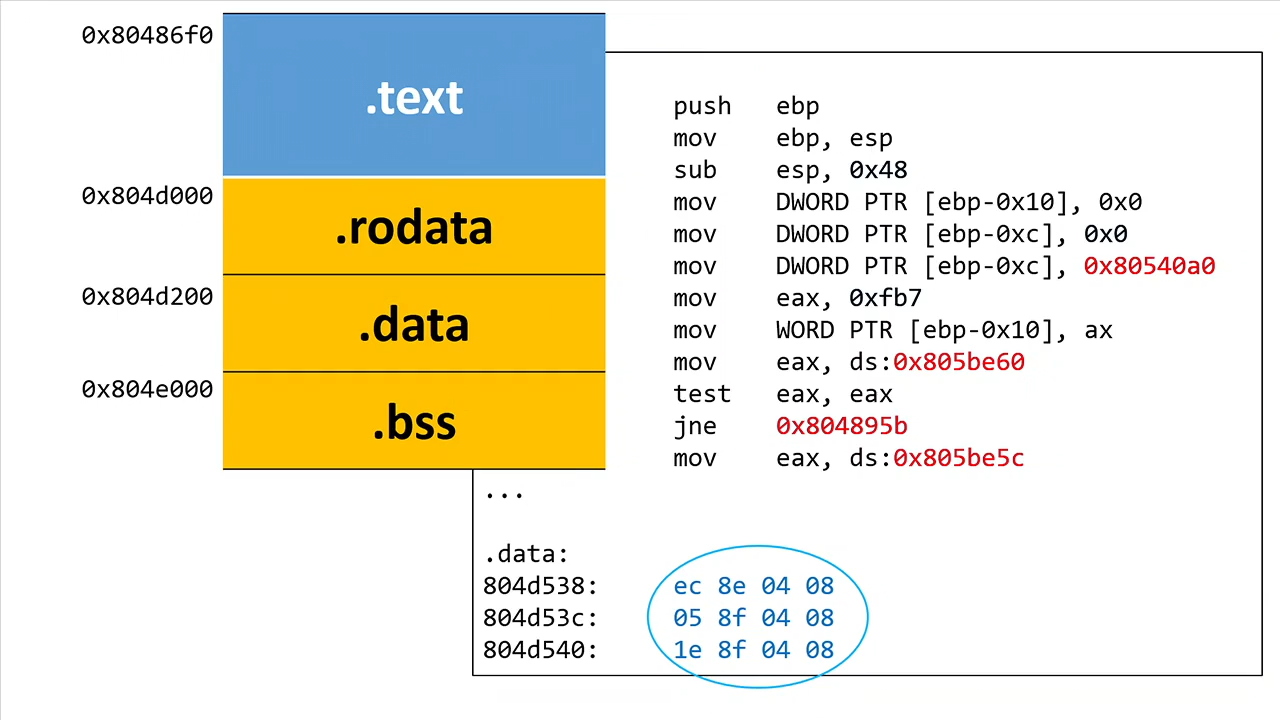 0x80486f0
.text
0x804d000
.rodata
0x804d200
.data
0x804e000
.bss
push ebp
mov ebp, esp
sub esp, 0x48
mov DWORD PTR [ebp-0x10], 0x0
mov DWORD PTR [ebp-0xc], 0x0
mov DWORD PTR [ebp-0xc], 0x80540a0
mov eax, 0xfb7
mov WORD PTR [ebp-0x10], ax
mov eax, ds:0x805be60
test eax, eax
jne 0x804895b
mov eax, ds:0x805be5c
...
.data:
804d538: ec 8e 04 08
804d53c: 05 8f 04 08
804d540: 1e 8f 04 08